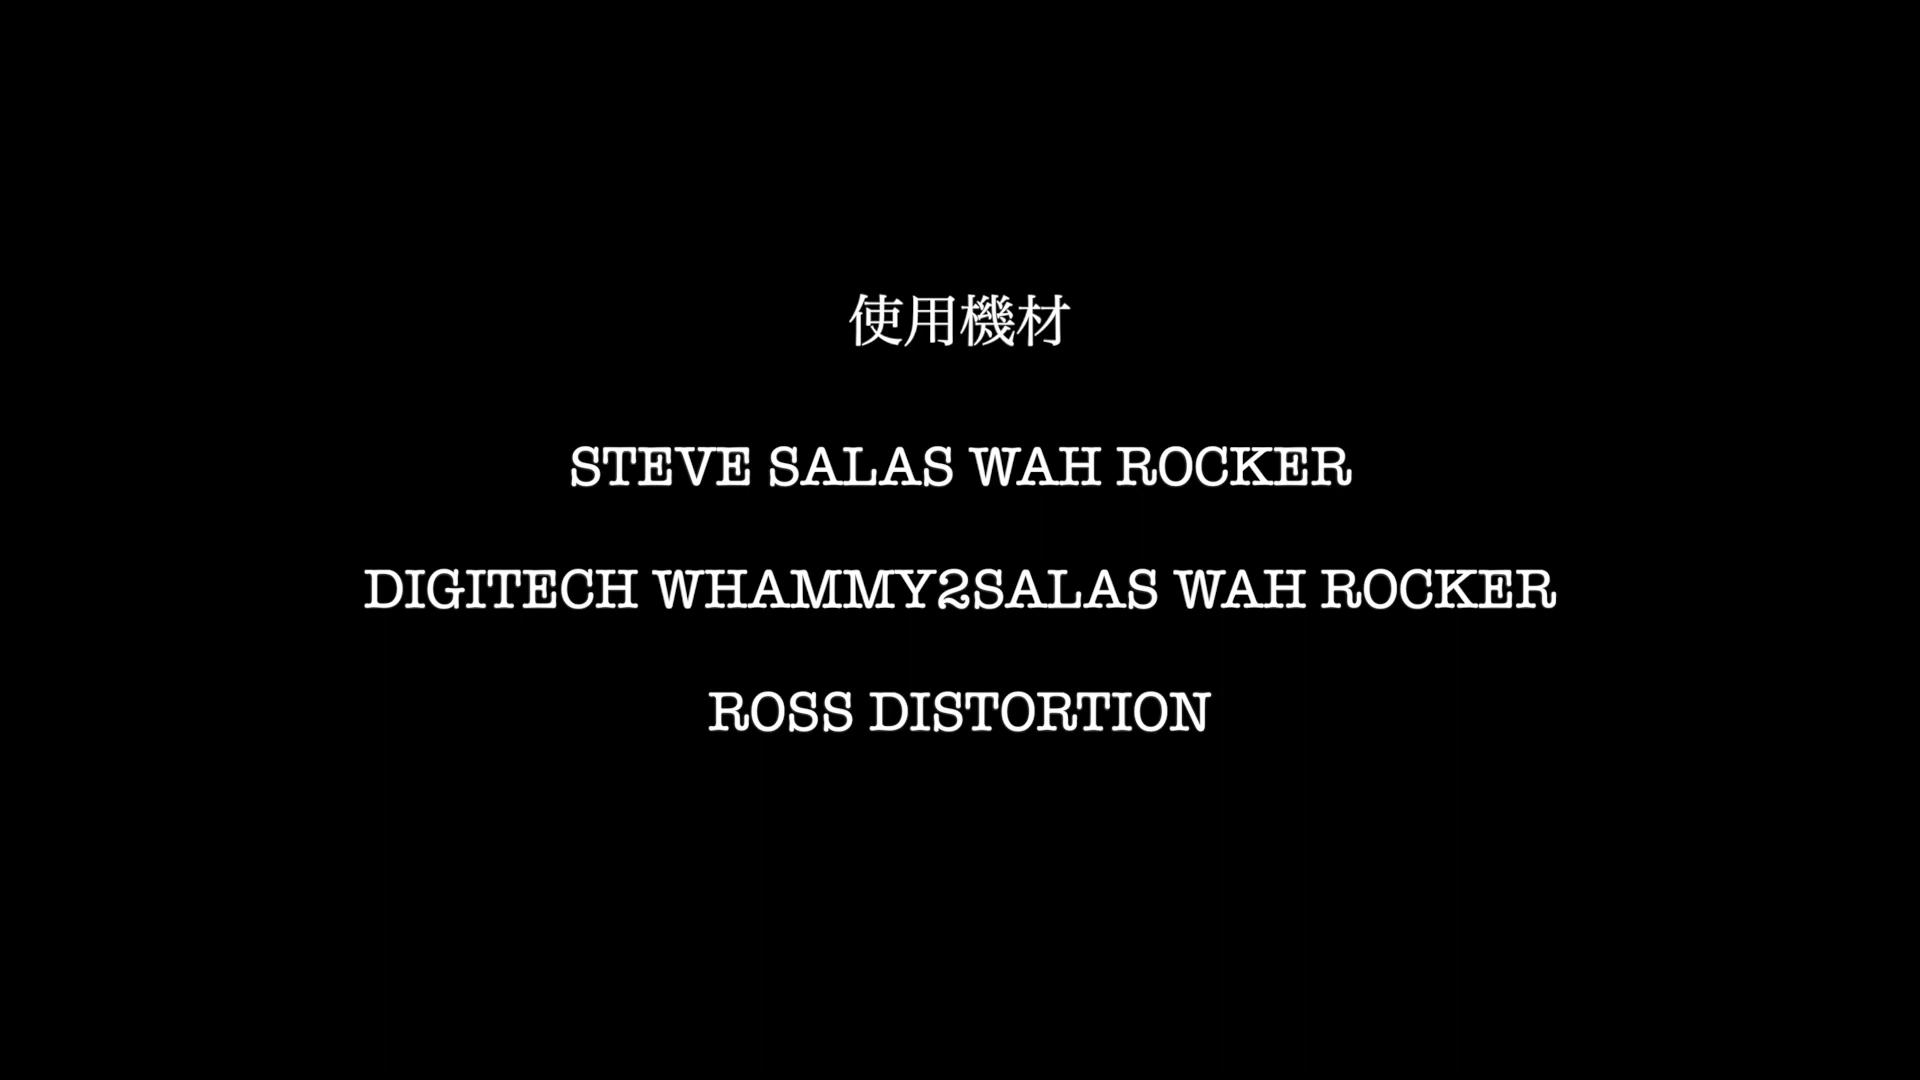 使用機材
STEVE SALAS WAH ROCKER
DIGITECH WHAMMY2SALAS WAH ROCKER
ROSS DISTORTION